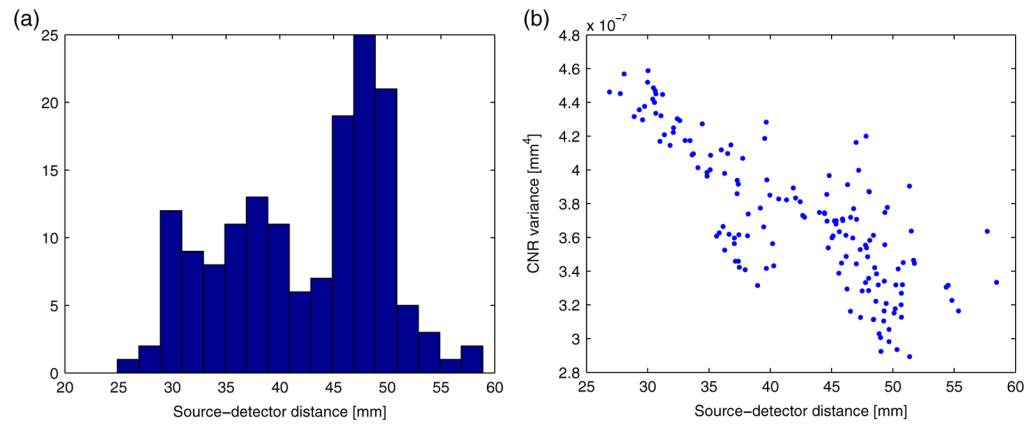 (a)
25
20
15
10
5
0
20 25 30 35 40 45 50 55 60
Source−detector distance [mm]
(b)
x 10⁻⁷
4.8
4.6
4.4
4.2
4
3.8
3.6
3.4
3.2
3
2.8
CNR variance [mm⁴]
25 30 35 40 45 50 55 60
Source−detector distance [mm]